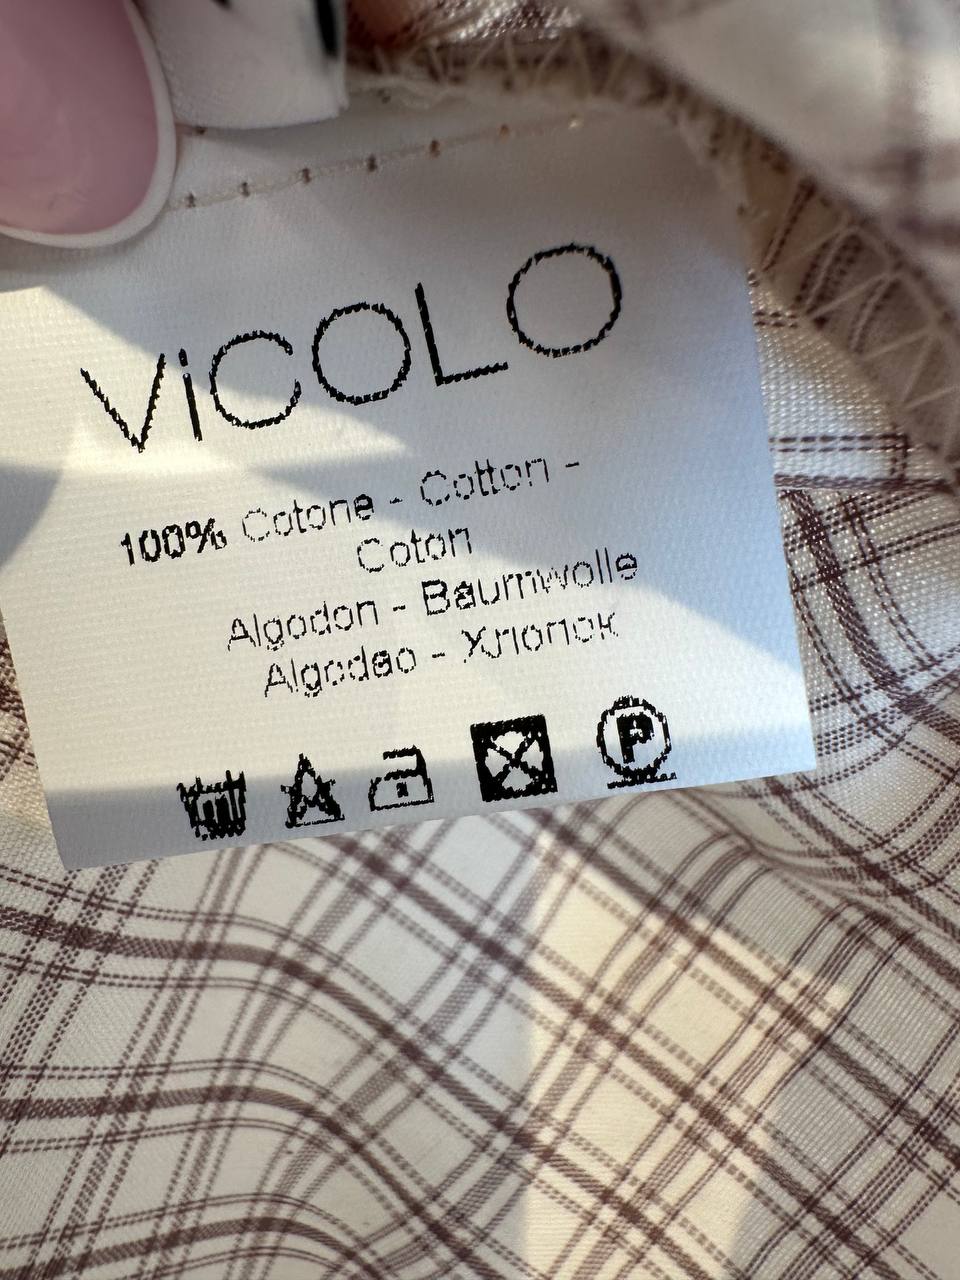 ViCOLO
100% Cotone - Cotton -
Coton
Algodon - Baumwolle
Algodao - Хлопок
P